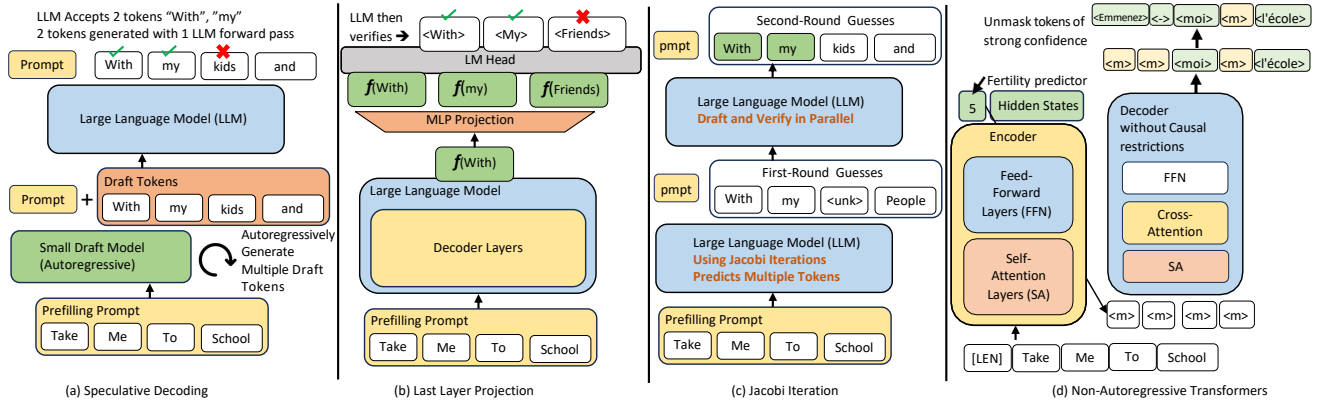 LLM Accepts 2 tokens “With”, ”my”
2 tokens generated with 1 LLM forward pass
Prompt
With
my
kids
and
Large Language Model (LLM)
Prompt
+
Draft Tokens
With
my
kids
and
Small Draft Model
(Autoregressive)
Autoregressively
Generate
Multiple Draft
Tokens
Prefilling Prompt
Take
Me
To
School
(a) Speculative Decoding
LLM then
verifies
<With>
<My>
<Friends>
LM Head
f(With)
f(my)
f(Friends)
MLP Projection
f(With)
Large Language Model
Decoder Layers
Prefilling Prompt
Take
Me
To
School
(b) Last Layer Projection
Second-Round Guesses
pmpt
With
my
kids
and
Large Language Model (LLM)
Draft and Verify in Parallel
First-Round Guesses
pmpt
With
my
<unk>
People
Large Language Model (LLM)
Using Jacobi Iterations
Predicts Multiple Tokens
Prefilling Prompt
Take
Me
To
School
(c) Jacobi Iteration
Unmask tokens of
strong confidence
<Emmenez>
<->
<moi>
<m>
<l'école>
<m>
<m>
<moi>
<m>
<l'école>
Fertility predictor
5
Hidden States
Encoder
Feed-
Forward
Layers (FFN)
Self-
Attention
Layers (SA)
Decoder
without Causal
restrictions
FFN
Cross-
Attention
SA
<m>
<m>
<m>
<m>
[LEN]
Take
Me
To
School
(d) Non-Autoregressive Transformers